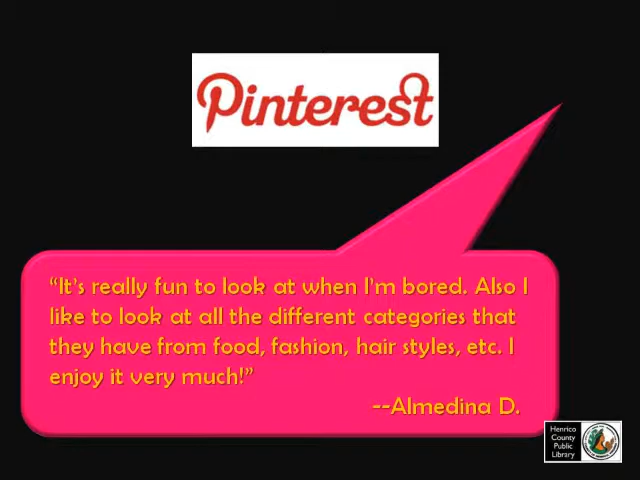 Pinterest
“It’s really fun to look at when I’m bored. Also I
like to look at all the different categories that
they have from food, fashion, hair styles, etc. I
enjoy it very much!”
--Almedina D.
Henrico
County
Public
Library